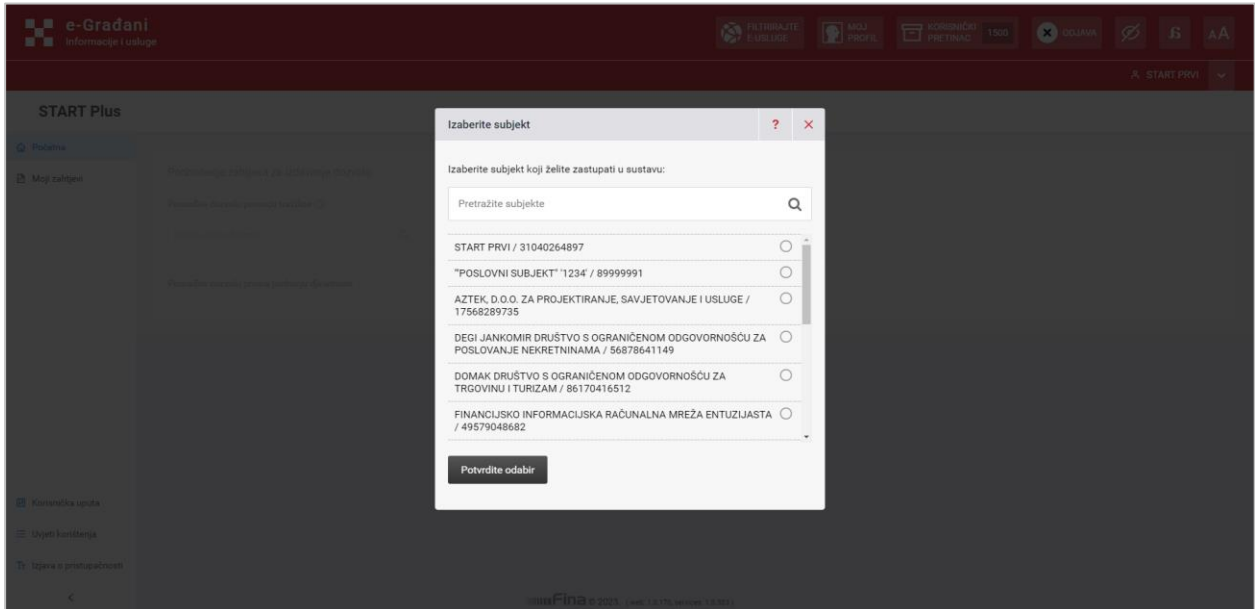 e-Građani
Informacije i usluge
FILTRIRAJTE
E-USLUGE
MOJ
PROFIL
KORISNIČKI
PRETINAC
1500
ODJAVA
AA
START PRVI
START Plus
Početna
Moji zahtjevi
Izaberite subjekt
?
Izaberite subjekt koji želite zastupati u sustavu:
Pretražite subjekte
START PRVI / 31040264897
"POSLOVNI SUBJEKT" '1234' / 89999991
AZTEK, D.O.O. ZA PROJEKTIRANJE, SAVJETOVANJE I USLUGE /
17568289735
DEGI JANKOMIR DRUŠTVO S OGRANIČENOM ODGOVORNOŠĆU ZA
POSLOVANJE NEKRETNINAMA / 56878641149
DOMAK DRUŠTVO S OGRANIČENOM ODGOVORNOŠĆU ZA
TRGOVINU I TURIZAM / 86170416512
FINANCIJSKO INFORMACIJSKA RAČUNALNA MREŽA ENTUZIJASTA
/ 49579048682
Potvrdite odabir
Korisnička uputa
Uvjeti korištenja
Izjava o pristupačnosti
Fina © 2023